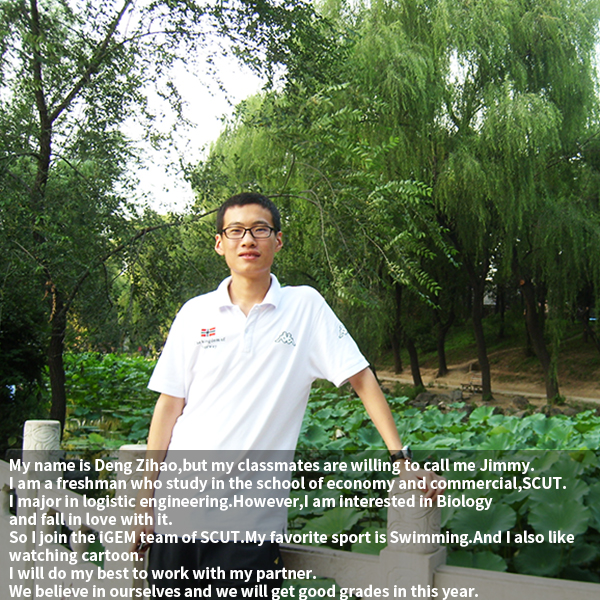 My name is Deng Zihao,but my classmates are willing to call me Jimmy.
I am a freshman who study in the school of economy and commercial,SCUT.
I major in logistic engineering.However,I am interested in Biology
and fall in love with it.
So I join the iGEM team of SCUT.My favorite sport is Swimming.And I also like
watching cartoon.
I will do my best to work with my partner.
We believe in ourselves and we will get good grades in this year.